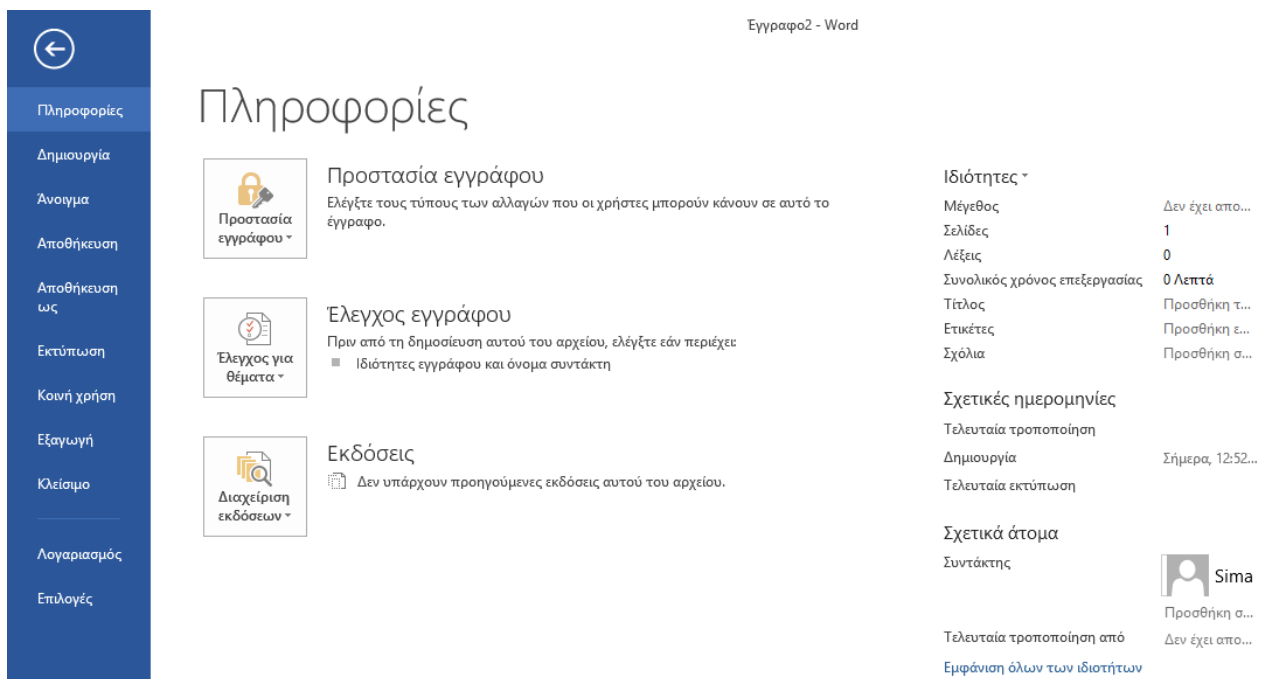 Έγγραφο2 - Word
Πληροφορίες
Δημιουργία
Άνοιγμα
Αποθήκευση
Αποθήκευση
ως
Εκτύπωση
Κοινή χρήση
Εξαγωγή
Κλείσιμο
Λογαριασμός
Επιλογές
Πληροφορίες
Προστασία
εγγράφου
Προστασία εγγράφου
Ελέγξτε τους τύπους των αλλαγών που οι χρήστες μπορούν κάνουν σε αυτό το
έγγραφο.
Έλεγχος για
θέματα
Έλεγχος εγγράφου
Πριν από τη δημοσίευση αυτού του αρχείου, ελέγξτε εάν περιέχει:
Ιδιότητες εγγράφου και όνομα συντάκτη
Διαχείριση
εκδόσεων
Εκδόσεις
Δεν υπάρχουν προηγούμενες εκδόσεις αυτού του αρχείου.
Ιδιότητες
Μέγεθος Δεν έχει απο...
Σελίδες 1
Λέξεις 0
Συνολικός χρόνος επεξεργασίας 0 Λεπτά
Τίτλος Προσθήκη τ...
Ετικέτες Προσθήκη ε...
Σχόλια Προσθήκη σ...
Σχετικές ημερομηνίες
Τελευταία τροποποίηση
Δημιουργία Σήμερα, 12:52...
Τελευταία εκτύπωση
Σχετικά άτομα
Συντάκτης Sima
Προσθήκη σ...
Τελευταία τροποποίηση από Δεν έχει απο...
Εμφάνιση όλων των ιδιοτήτων